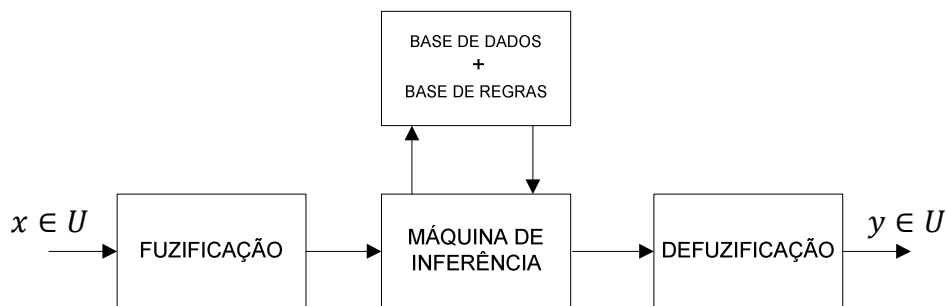 BASE DE DADOS
+
BASE DE REGRAS
x ∈ U
FUZIFICAÇÃO
MÁQUINA DE
INFERÊNCIA
DEFUZIFICAÇÃO
y ∈ U